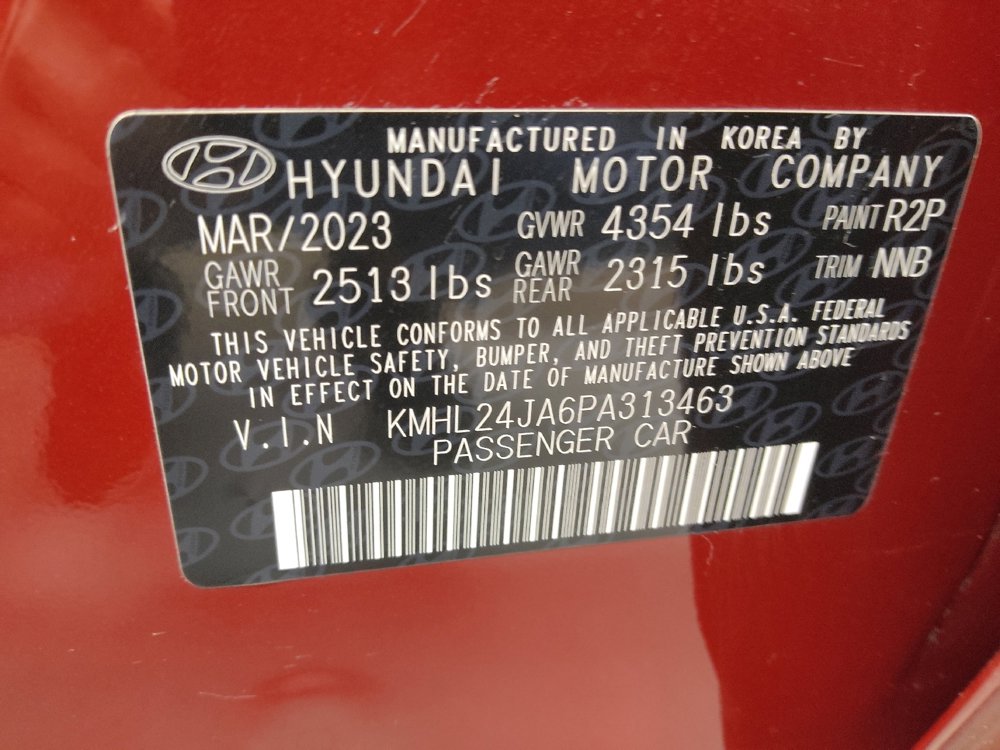 MANUFACTURED IN KOREA BY
HYUNDAI MOTOR COMPANY
MAR/2023 GVWR 4354 lbs PAINT R2P
GAWR FRONT 2513 lbs GAWR REAR 2315 lbs TRIM NNB
THIS VEHICLE CONFORMS TO ALL APPLICABLE U.S.A. FEDERAL
MOTOR VEHICLE SAFETY, BUMPER, AND THEFT PREVENTION STANDARDS
IN EFFECT ON THE DATE OF MANUFACTURE SHOWN ABOVE
V.I.N KMHL24JA6PA313463
PASSENGER CAR